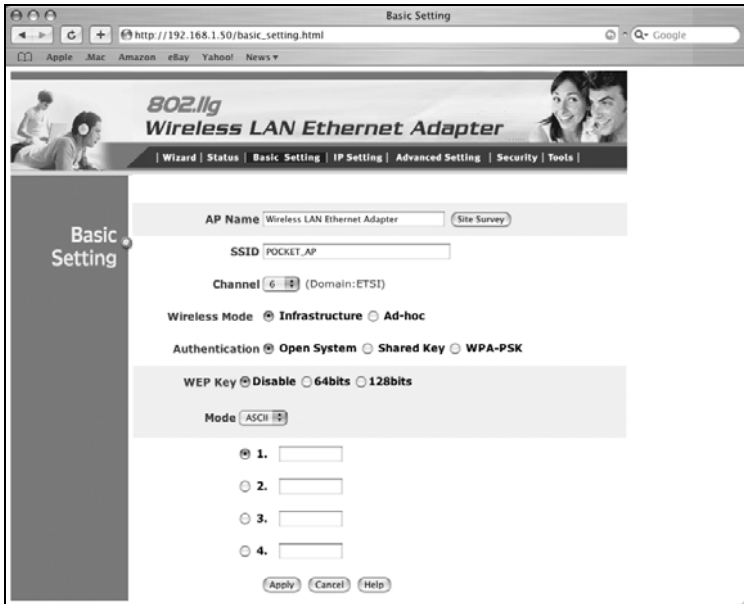 Basic Setting
http://192.168.1.50/basic_setting.html
Google
Apple .Mac Amazon eBay Yahoo! News
802.11g
Wireless LAN Ethernet Adapter
| Wizard | Status | Basic Setting | IP Setting | Advanced Setting | Security | Tools |
Basic
Setting
AP Name Wireless LAN Ethernet Adapter Site Survey
SSID POCKET_AP
Channel 6 (Domain:ETSI)
Wireless Mode Infrastructure Ad-hoc
Authentication Open System Shared Key WPA-PSK
WEP Key Disable 64bits 128bits
Mode ASCII
1.
2.
3.
4.
Apply Cancel Help